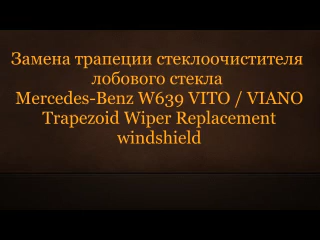 Замена трапеции стеклоочистителя
лобового стекла
Mercedes-Benz W639 VITO / VIANO
Trapezoid Wiper Replacement
windshield